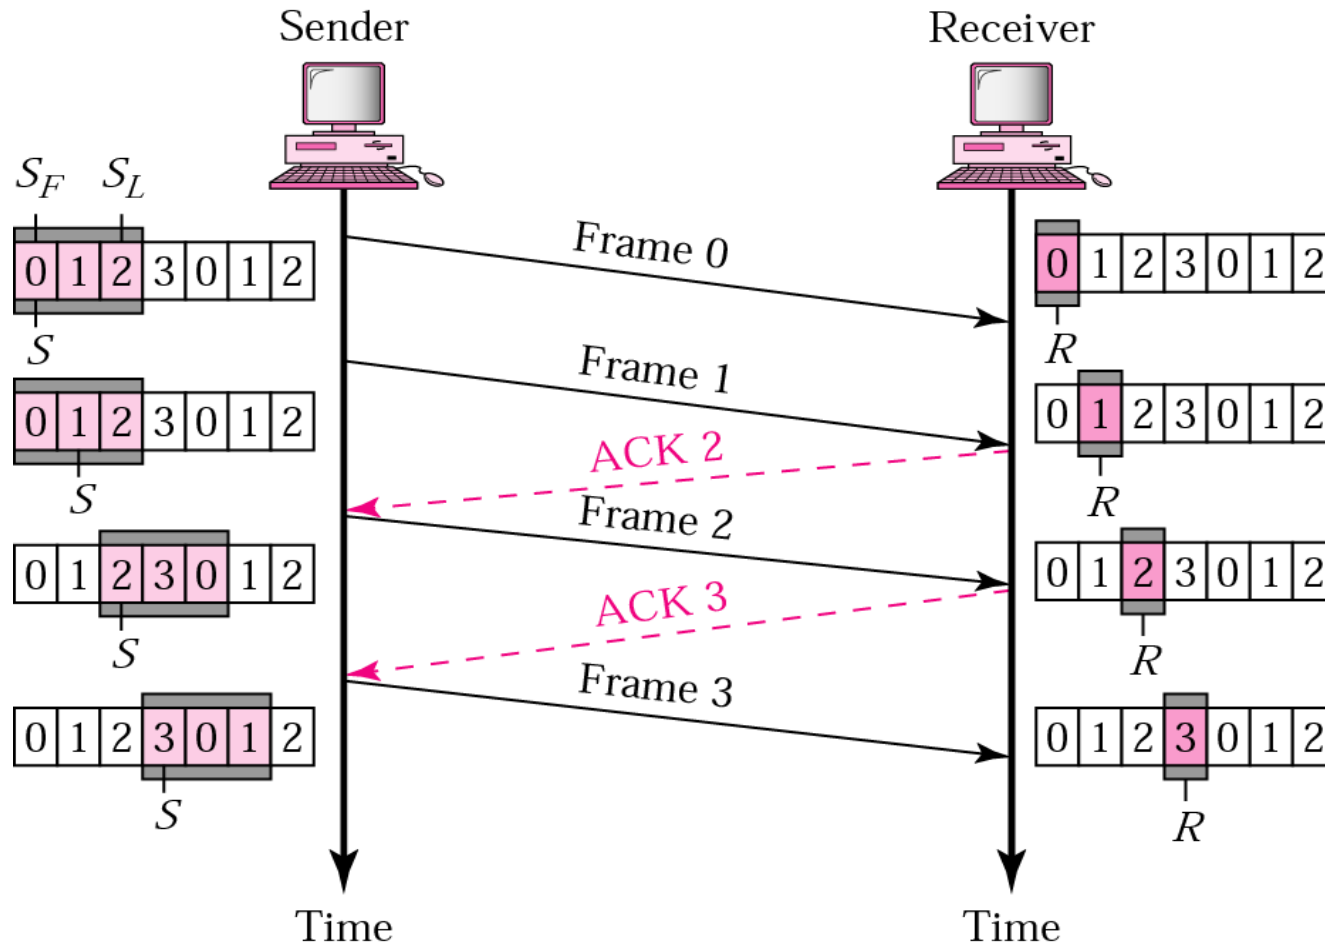 Sender Receiver
S_F S_L
Frame 0
0 1 2 3 0 1 2
0 1 2 3 0 1 2
S
R
Frame 1
0 1 2 3 0 1 2
0 1 2 3 0 1 2
ACK 2
S
R
Frame 2
0 1 2 3 0 1 2
0 1 2 3 0 1 2
ACK 3
S
R
Frame 3
0 1 2 3 0 1 2
0 1 2 3 0 1 2
S
R
Time Time